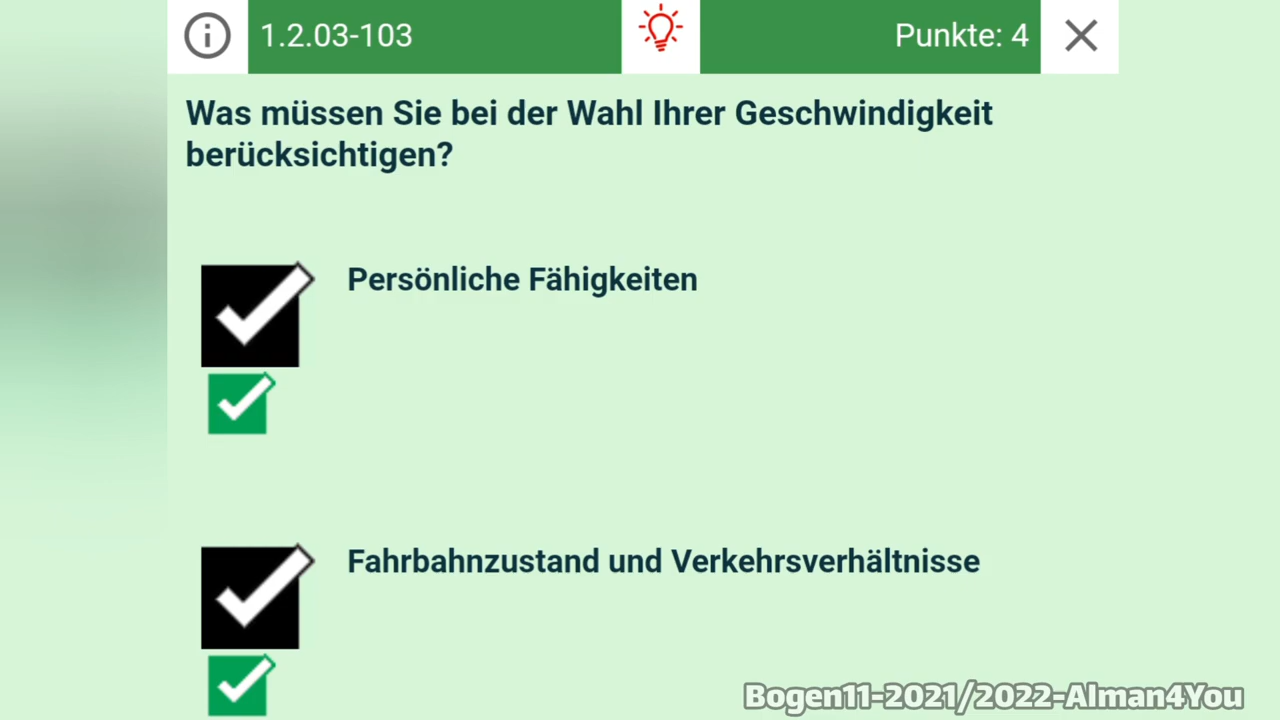 1.2.03-103
Punkte: 4
Was müssen Sie bei der Wahl Ihrer Geschwindigkeit
berücksichtigen?
Persönliche Fähigkeiten
Fahrbahnzustand und Verkehrsverhältnisse
Bogen11-2021/2022-Alman4You